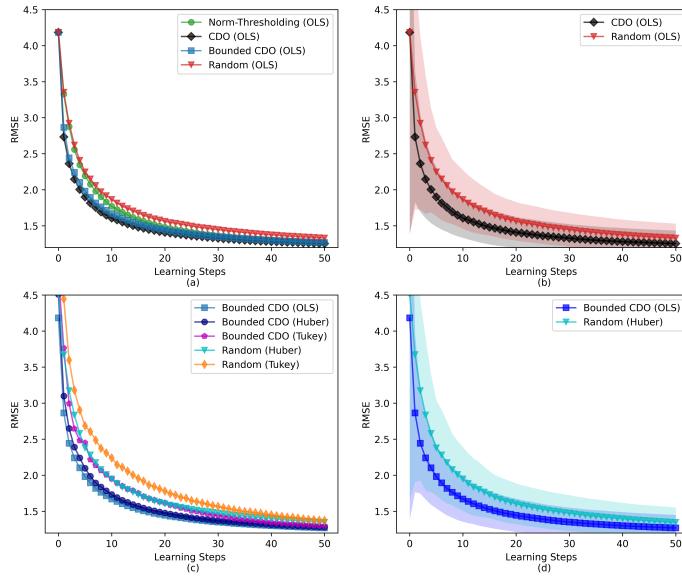 4.5
4.0
3.5
3.0
2.5
2.0
1.5
RMSE
0
10
20
30
40
50
Learning Steps
(a)
Norm-Thresholding (OLS)
CDO (OLS)
Bounded CDO (OLS)
Random (OLS)
4.5
4.0
3.5
3.0
2.5
2.0
1.5
RMSE
0
10
20
30
40
50
Learning Steps
(b)
CDO (OLS)
Random (OLS)
4.5
4.0
3.5
3.0
2.5
2.0
1.5
RMSE
0
10
20
30
40
50
Learning Steps
(c)
Bounded CDO (OLS)
Bounded CDO (Huber)
Bounded CDO (Tukey)
Random (Huber)
Random (Tukey)
4.5
4.0
3.5
3.0
2.5
2.0
1.5
RMSE
0
10
20
30
40
50
Learning Steps
(d)
Bounded CDO (OLS)
Random (Huber)